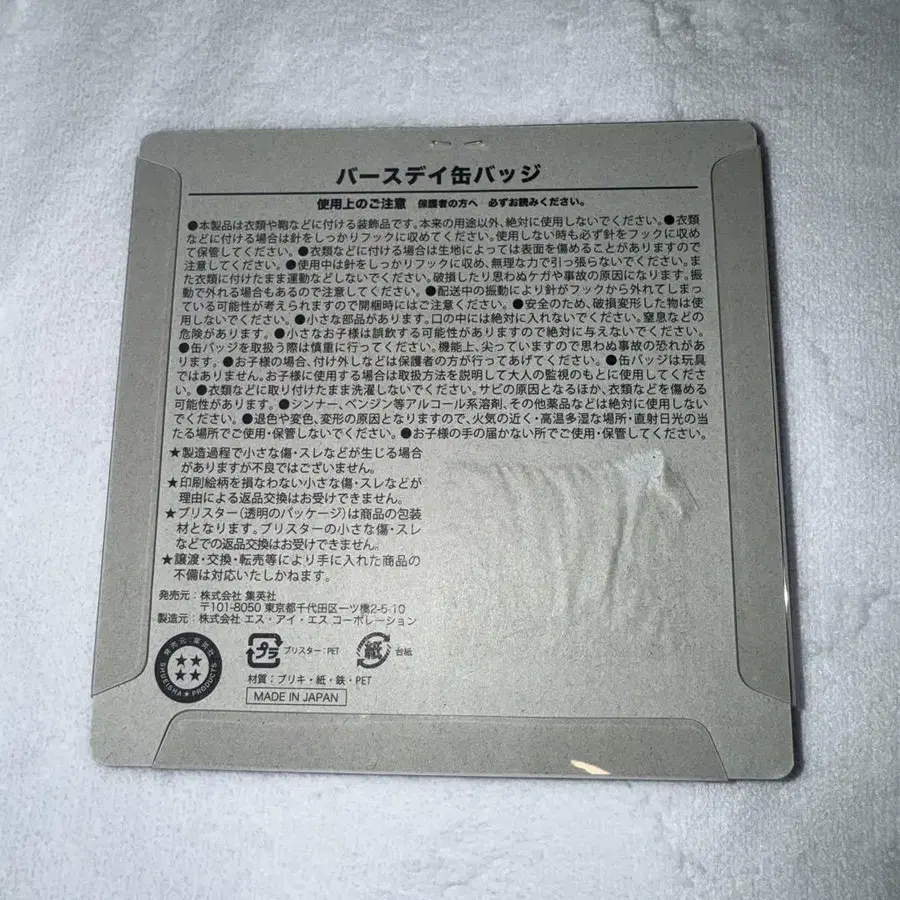 バースデイ缶バッジ
使用上のご注意 保護者の方へ 必ずお読みください。
●本製品は衣類や鞄などに付ける装飾品です。本来の用途以外、絶対に使用しないでください。●衣類
などに付ける場合は針をしっかりフックに収めてください。使用しない時も必ず針をフックに収め
て保管してください。●衣類などに付ける場合は生地によっては表面を傷めることがありますので
注意してください。●使用中は針をしっかりフックに収め、無理な力で引っ張らないでください。ま
た衣類に付けたまま運動などしないでください。破損したり思わぬケガや事故の原因になります。振
動で外れる場合もあるので注意してください。●配送中の振動により針がフックから外れてしまっ
ている可能性が考えられますので開梱時にはご注意ください。●安全のため、破損変形した物は使
用しないでください。●小さな部品があります。口の中には絶対に入れないでください。窒息などの
危険があります。●小さなお子様は誤飲する可能性がありますので絶対に与えないでください。
●缶バッジを取扱う際は慎重に行ってください。機能上、尖っていますので思わぬ事故の恐れがあ
ります。●お子様の場合、付け外しなどは保護者の方が行ってあげてください。●缶バッジは玩具
ではありません。お子様に使用する場合は取扱方法を説明して大人の監視のもとに使用してくださ
い。●衣類などに取り付けたまま洗濯しないでください。サビの原因となるほか、衣類などを傷める
可能性があります。●シンナー、ベンジン等アルコール系溶剤、その他薬品などは絶対に使用しない
でください。●退色や変色、変形の原因となりますので、火気の近く・高温多湿な場所・直射日光の当
たる場所でご使用・保管しないでください。●お子様の手の届かない所でご使用・保管してください。
★製造過程で小さな傷・スレなどが生じる場合
がありますが不良ではございません。
★印刷絵柄を損なわない小さな傷・スレなどが
理由による返品交換はお受けできません。
★ブリスター(透明のパッケージ)は商品の包装
材となります。ブリスターの小さな傷・スレ
などでの返品交換はお受けできません。
★譲渡・交換・転売等により手に入れた商品の
不備は対応いたしかねます。
発売元:株式会社 集英社
〒101-8050 東京都千代田区一ツ橋2-5-10
製造元:株式会社 エス・アイ・エス コーポレーション
発売元:集英社
SHUEISHA★PRODUCTS
プラ
ブリスター:PET
紙
台紙
材質:ブリキ・紙・鉄・PET
MADE IN JAPAN